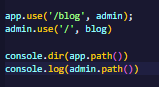 app.use('/blog', admin);
admin.use('/', blog)
console.dir(app.path())
console.log(admin.path())